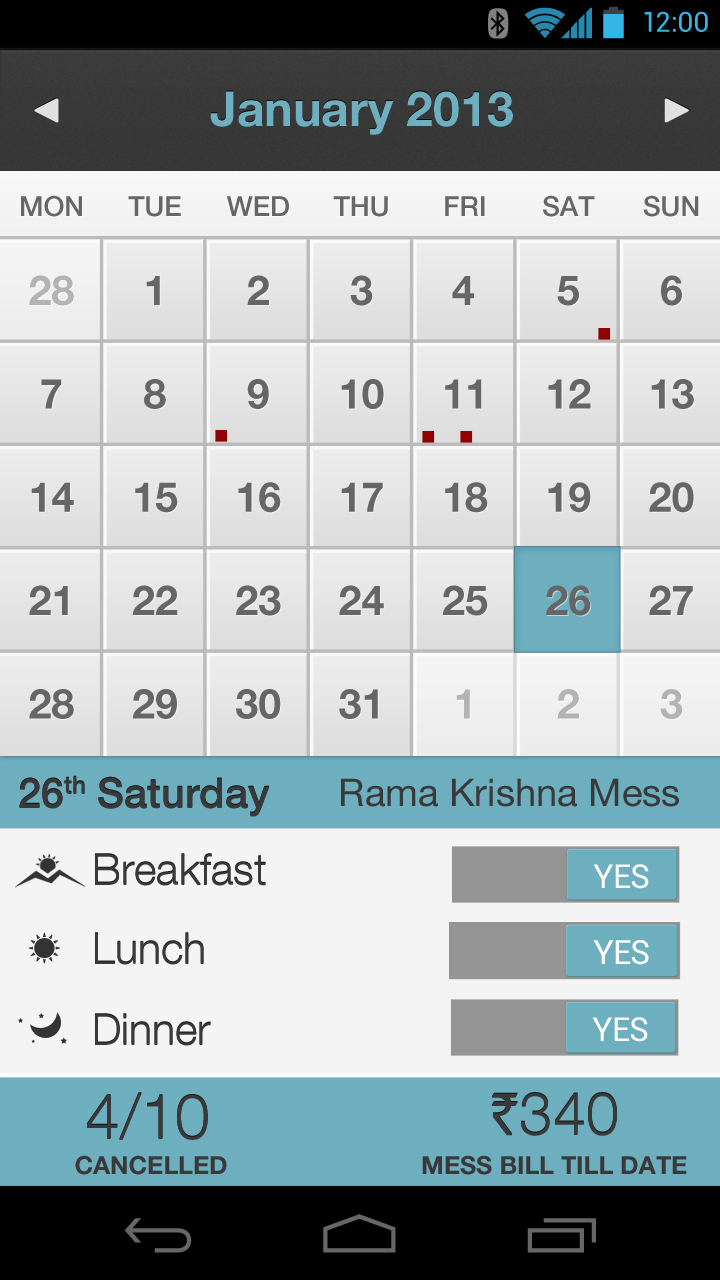 12:00
January 2013
MON TUE WED THU FRI SAT SUN
28 1 2 3 4 5 6
7 8 9 10 11 12 13
14 15 16 17 18 19 20
21 22 23 24 25 26 27
28 29 30 31 1 2 3
26th Saturday Rama Krishna Mess
Breakfast YES
Lunch YES
Dinner YES
4/10 ₹340
CANCELLED MESS BILL TILL DATE